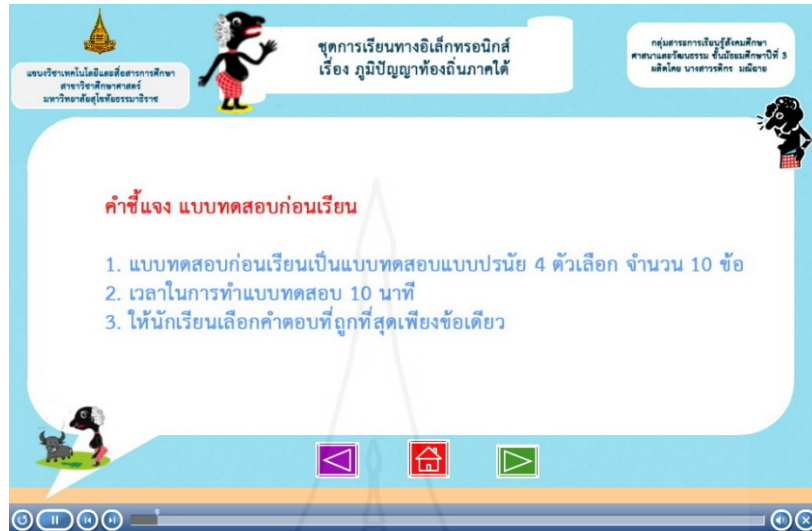 แขนงวิชาเทคโนโลยีและสื่อสารการศึกษา
สาขาวิชาศึกษาศาสตร์
มหาวิทยาลัยสุโขทัยธรรมาธิราช
ชุดการเรียนทางอิเล็กทรอนิกส์
เรื่อง ภูมิปัญญาท้องถิ่นภาคใต้
กลุ่มสาระการเรียนรู้สังคมศึกษา
ศาสนาและวัฒนธรรม ชั้นมัธยมศึกษาปีที่ 3
ผลิตโดย นางสาวรติกร มณีฉาย
คำชี้แจง แบบทดสอบก่อนเรียน
1. แบบทดสอบก่อนเรียนเป็นแบบทดสอบแบบปรนัย 4 ตัวเลือก จำนวน 10 ข้อ
2. เวลาในการทำแบบทดสอบ 10 นาที
3. ให้นักเรียนเลือกคำตอบที่ถูกที่สุดเพียงข้อเดียว